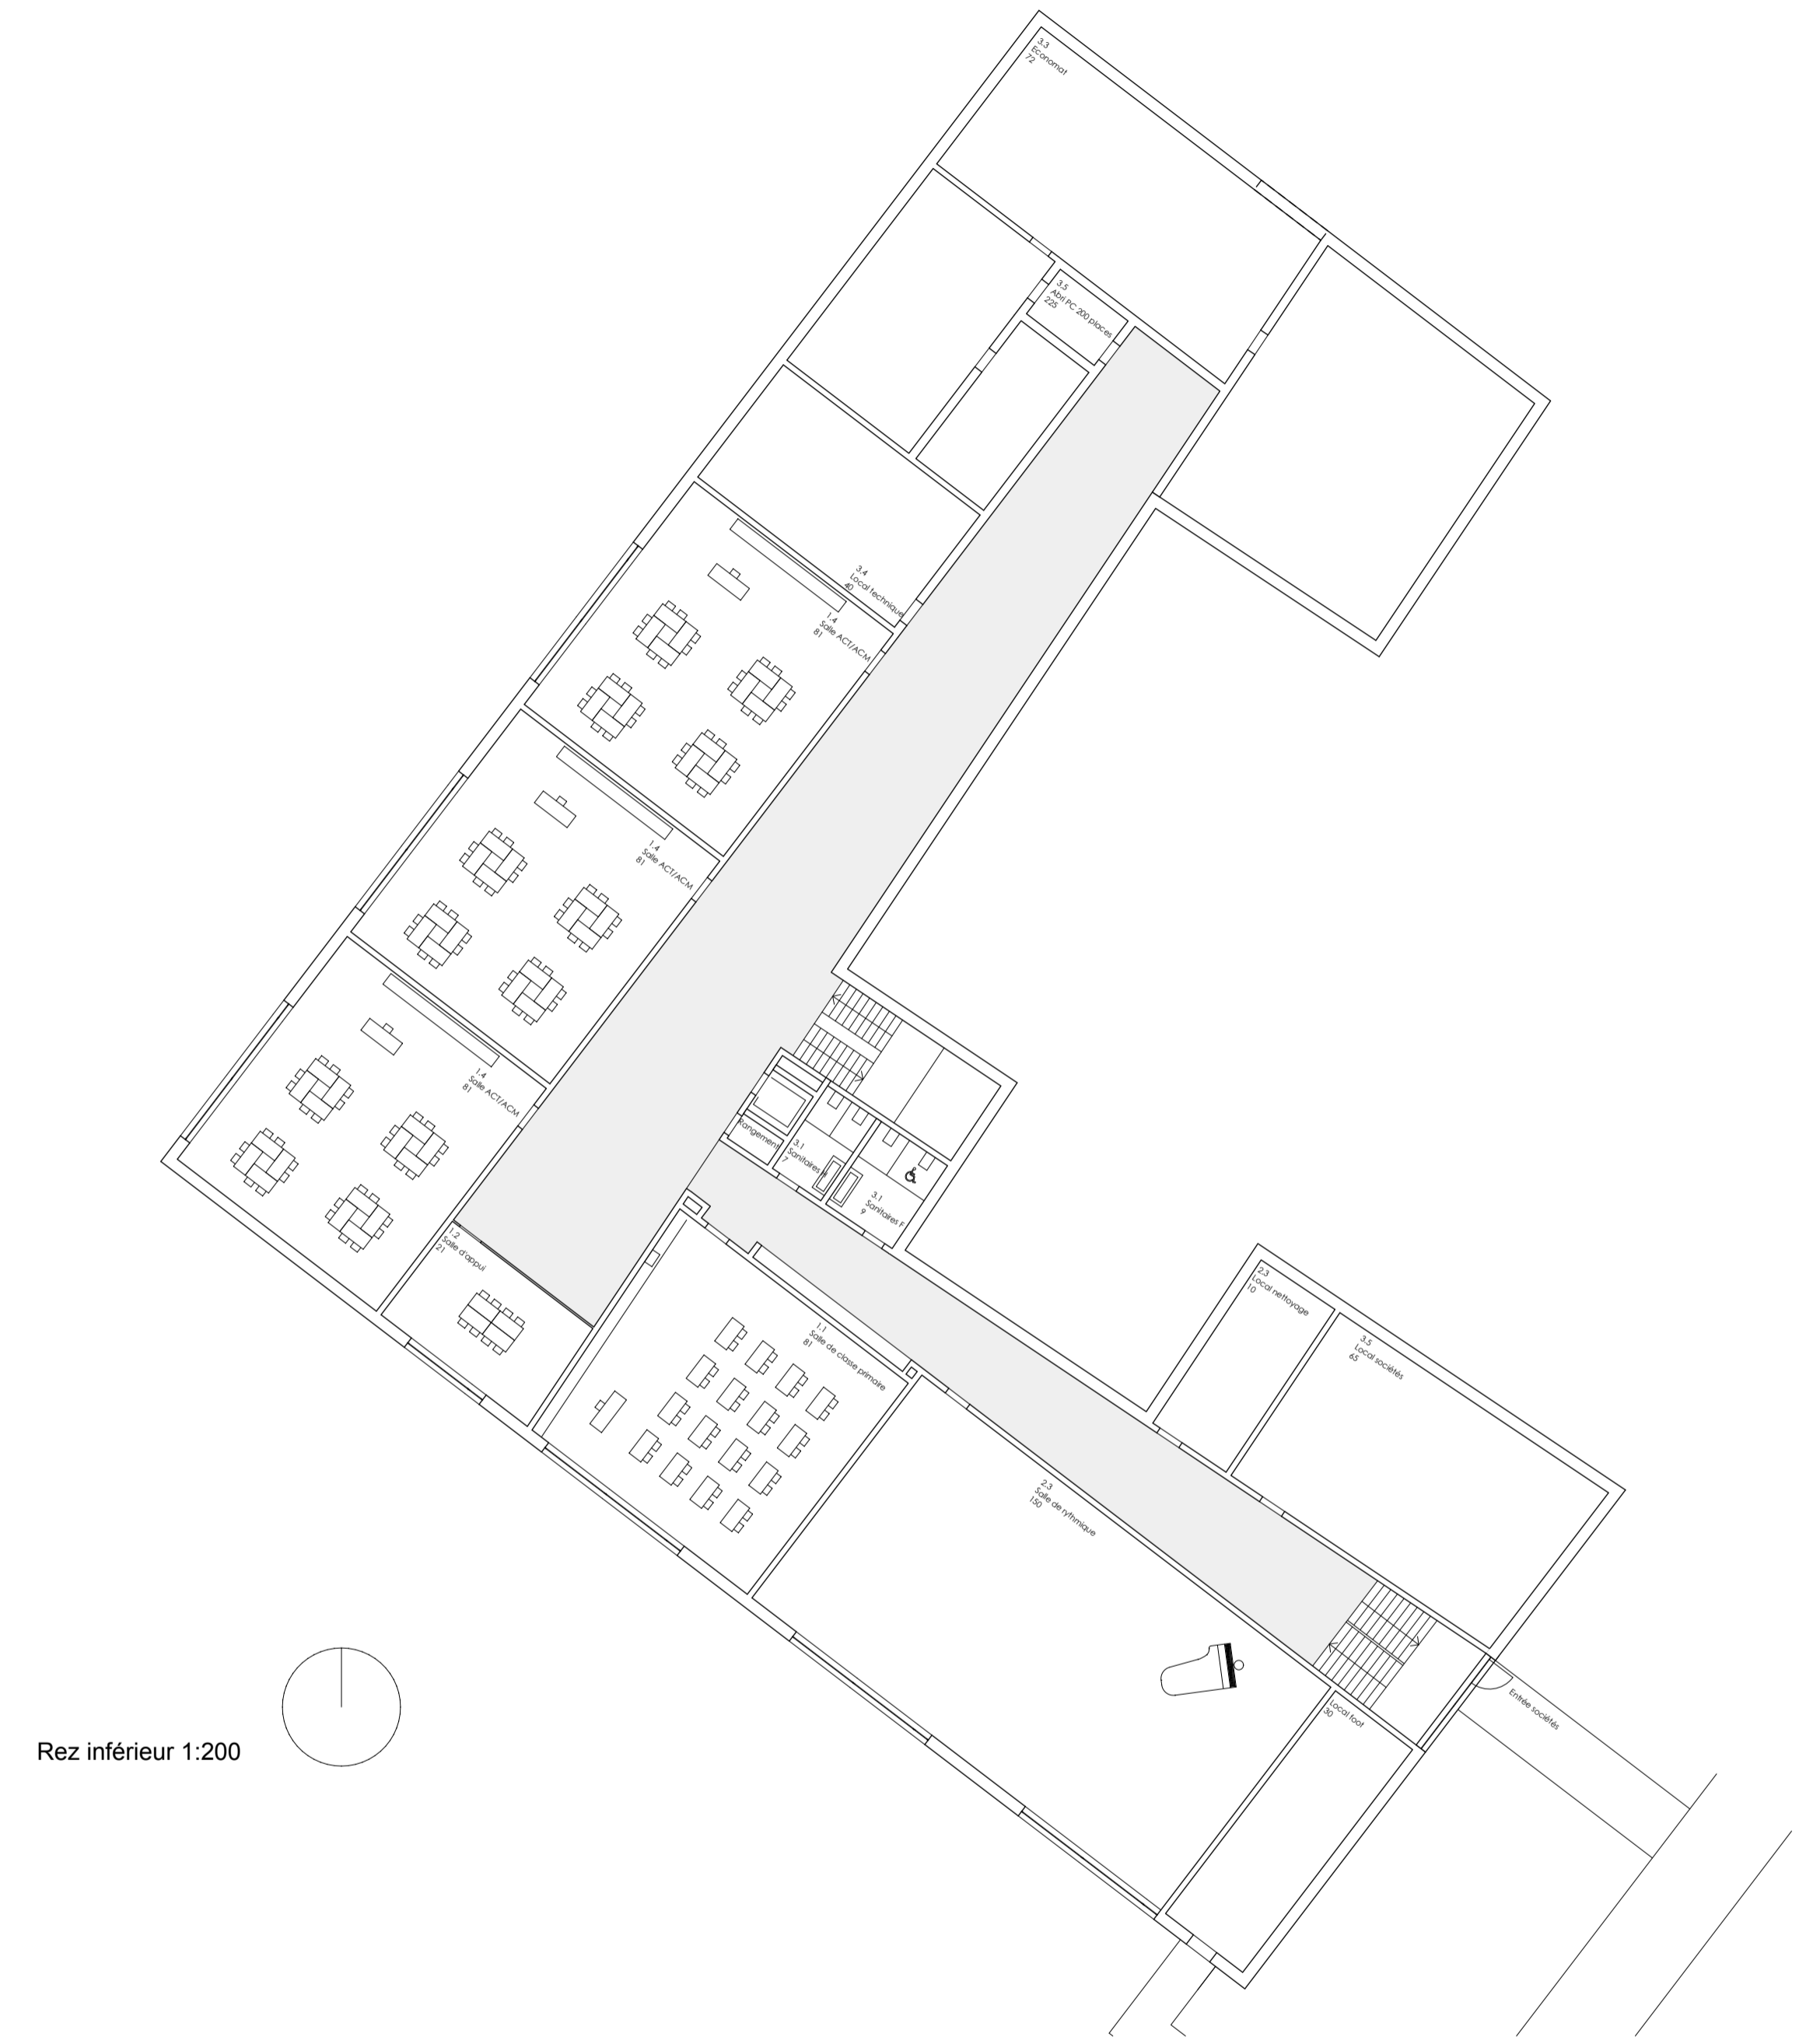 3.3
Economat
72
3.5
Abri PC 200 places
225
3.4
Local technique
40
1.4
Salle ACT/ACM
81
1.4
Salle ACT/ACM
81
1.4
Salle ACT/ACM
81
Rangement
3.1
Sanitaires H
7
3.1
Sanitaires F
9
1.2
Salle d'appui
21
1.1
Salle de classe primaire
81
2.3
Local nettoyage
10
3.5
Local sociétés
65
2.3
Salle de rythmique
150
Local foot
30
Entrée sociétés
Rez inférieur 1:200